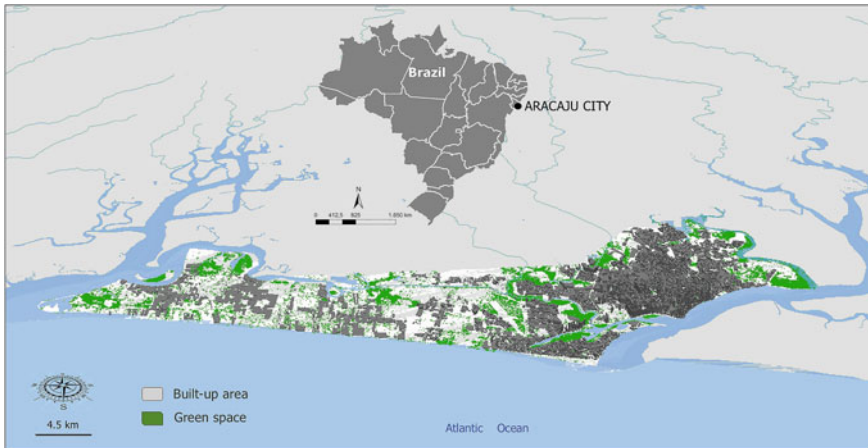 Brazil
ARACAJU CITY
N
0 412,5 825 1.650 km
S
4.5 km
Built-up area
Green space
Atlantic Ocean